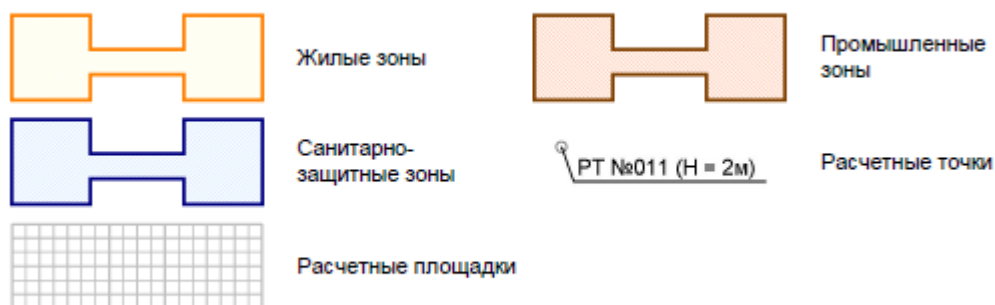 Жилые зоны
Промышленные
зоны
Санитарно-
защитные зоны
РТ №011 (H = 2м)
Расчетные точки
Расчетные площадки